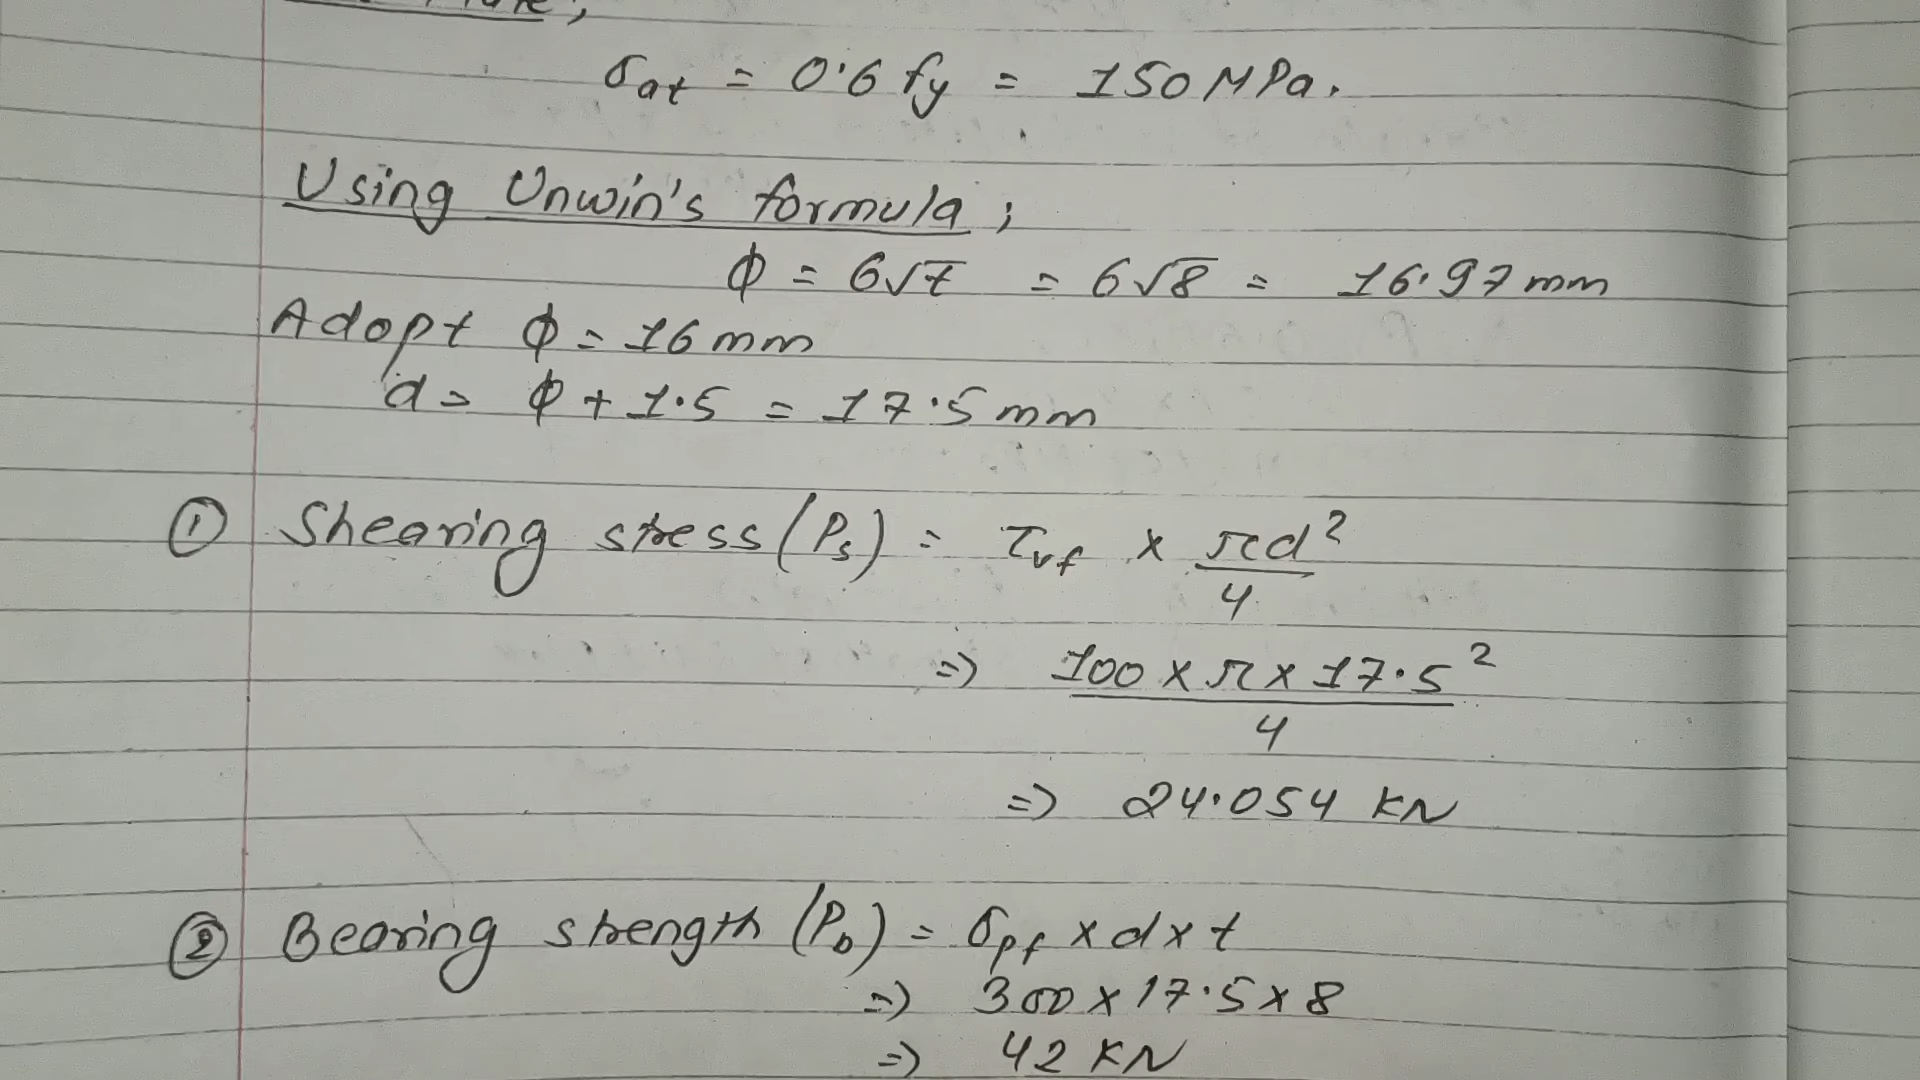 σat = 0.6 fy = 150 MPa.
Using Unwin's formula;
ϕ = 6√t = 6√8 = 16.97 mm
Adopt ϕ = 16 mm
d = ϕ + 1.5 = 17.5 mm
① Shearing stress (Ps) = τvf × πd²/4
=) 100 × π × 17.5²/4
=) 24.054 KN
② Bearing strength (Pb) = σpf × d × t
=) 300 × 17.5 × 8
=) 42 KN